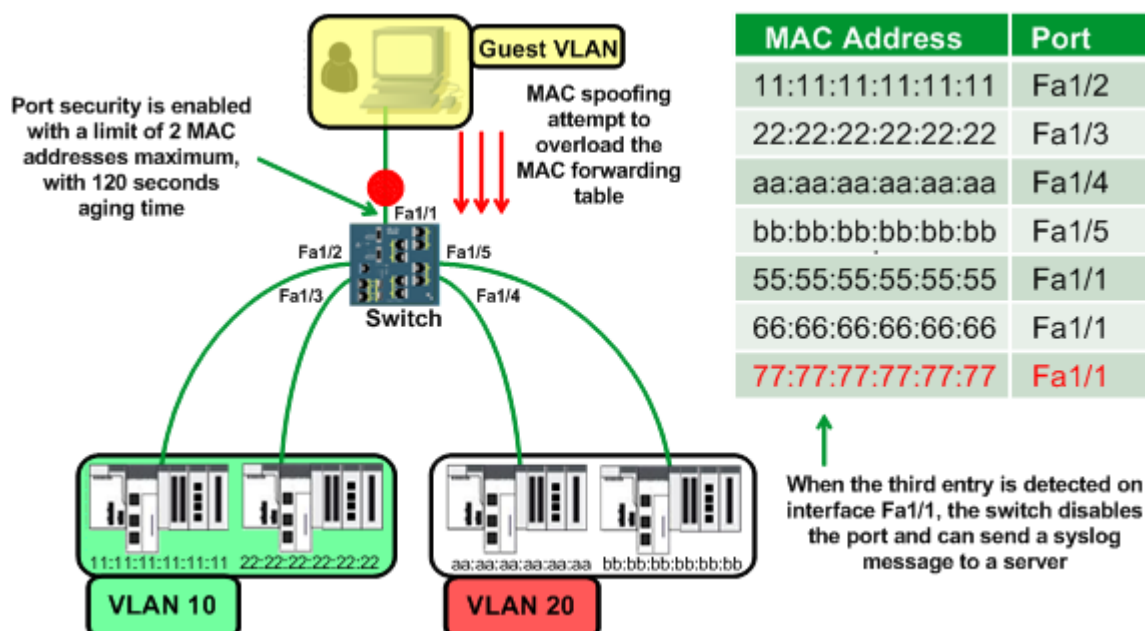 Guest VLAN
Port security is enabled
with a limit of 2 MAC
addresses maximum,
with 120 seconds
aging time
MAC spoofing
attempt to
overload the
MAC forwarding
table
Fa1/1
Fa1/2
Fa1/5
Fa1/3
Fa1/4
Switch
MAC Address Port
11:11:11:11:11:11 Fa1/2
22:22:22:22:22:22 Fa1/3
aa:aa:aa:aa:aa:aa Fa1/4
bb:bb:bb:bb:bb:bb Fa1/5
55:55:55:55:55:55 Fa1/1
66:66:66:66:66:66 Fa1/1
77:77:77:77:77:77 Fa1/1
When the third entry is detected on
interface Fa1/1, the switch disables
the port and can send a syslog
message to a server
11:11:11:11:11:11
22:22:22:22:22:22
aa:aa:aa:aa:aa:aa
bb:bb:bb:bb:bb:bb
VLAN 10
VLAN 20